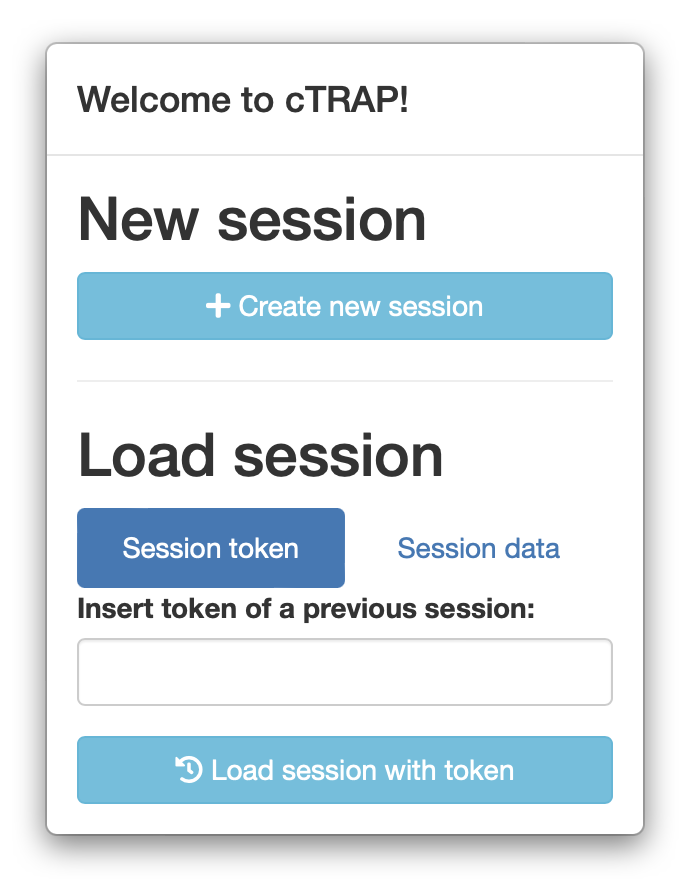 Welcome to cTRAP!
New session
Create new session
Load session
Session token
Session data
Insert token of a previous session:
Load session with token